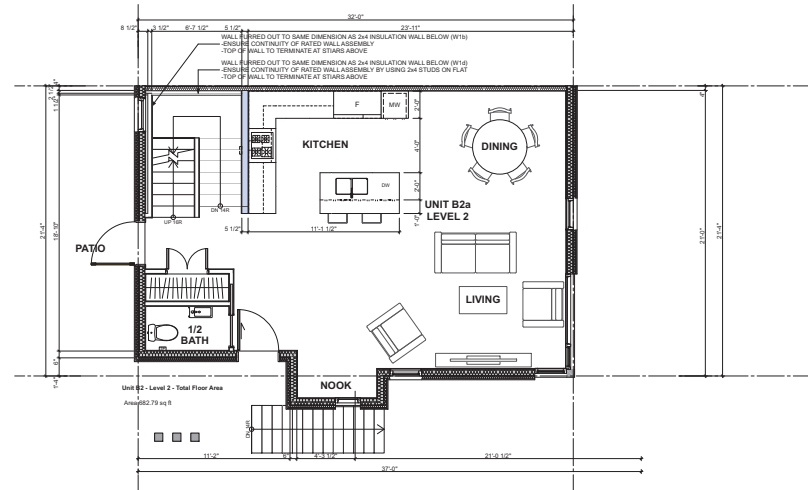 32'-0"
8 1/2"
3 1/2"
6'-7 1/2"
5 1/2"
23'-11"
WALL FURRED OUT TO SAME DIMENSION AS 2x4 INSULATION WALL BELOW (W1b)
-ENSURE CONTINUITY OF RATED WALL ASSEMBLY
-TOP OF WALL TO TERMINATE AT STIARS ABOVE
WALL FURRED OUT TO SAME DIMENSION AS 2x4 INSULATION WALL BELOW (W1d)
-ENSURE CONTINUITY OF RATED WALL ASSEMBLY BY USING 2x4 STUDS ON FLAT
-TOP OF WALL TO TERMINATE AT STIARS ABOVE
4"
F
MW
2'-0"
KITCHEN
4'-0"
DINING
DW
2'-0"
UNIT B2a
LEVEL 2
UP 16R
DN 14R
1'-0"
5 1/2"
11'-1 1/2"
21'-4"
18'-10"
21'-0"
21'-4"
PATIO
LIVING
1/2
BATH
6"
1'-4"
NOOK
Unit B2 - Level 2 - Total Floor Area
Area:682.79 sq ft
DN 14R
11'-2"
6"
4'-3 1/2"
21'-0 1/2"
37'-0"